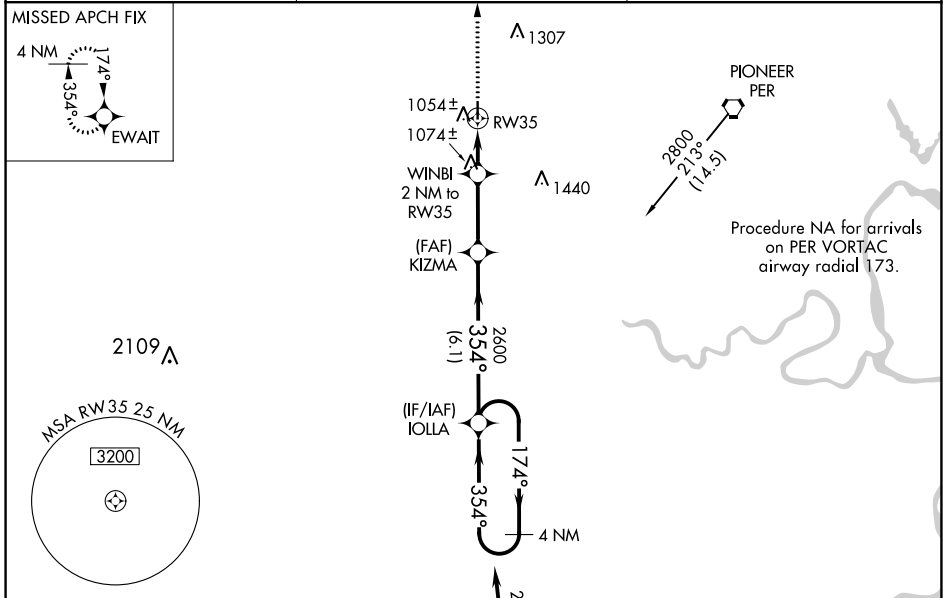 MISSED APCH FIX
4 NM
174°
354°
EWAIT
1307
1054±
RW35
1074±
WINBI
2 NM to
RW35
1440
PIONEER
PER
2800
213°
(14.5)
Procedure NA for arrivals
on PER VORTAC
airway radial 173.
(FAF)
KIZMA
2600
354°
(6.1)
2109
(IF/IAF)
IOLLA
174°
354°
4 NM
MSA RW35 25 NM
3200